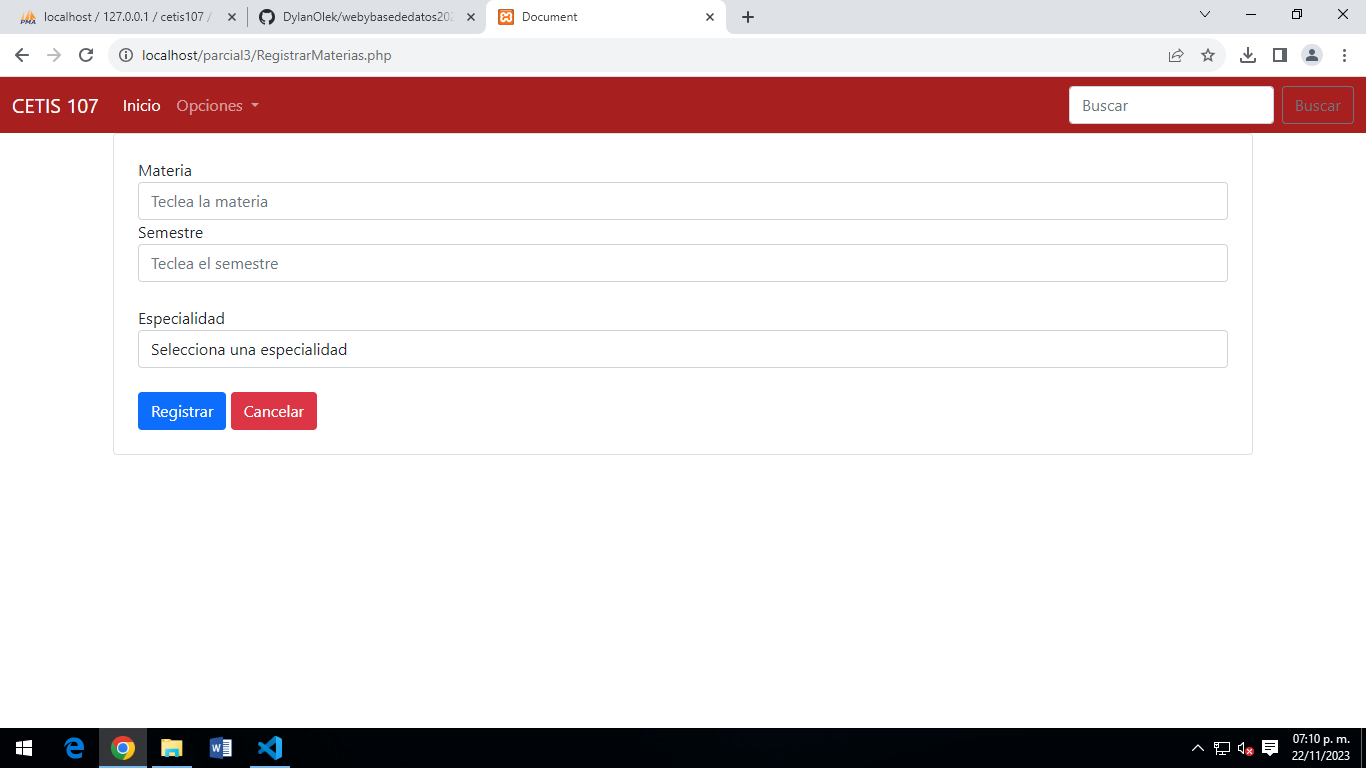 localhost / 127.0.0.1 / cetis107 /
DylanOlek/webybasededatos202
Document
localhost/parcial3/RegistrarMaterias.php
CETIS 107
Inicio
Opciones
Buscar
Buscar
Materia
Teclea la materia
Semestre
Teclea el semestre
Especialidad
Selecciona una especialidad
Registrar
Cancelar
07:10 p. m.
22/11/2023